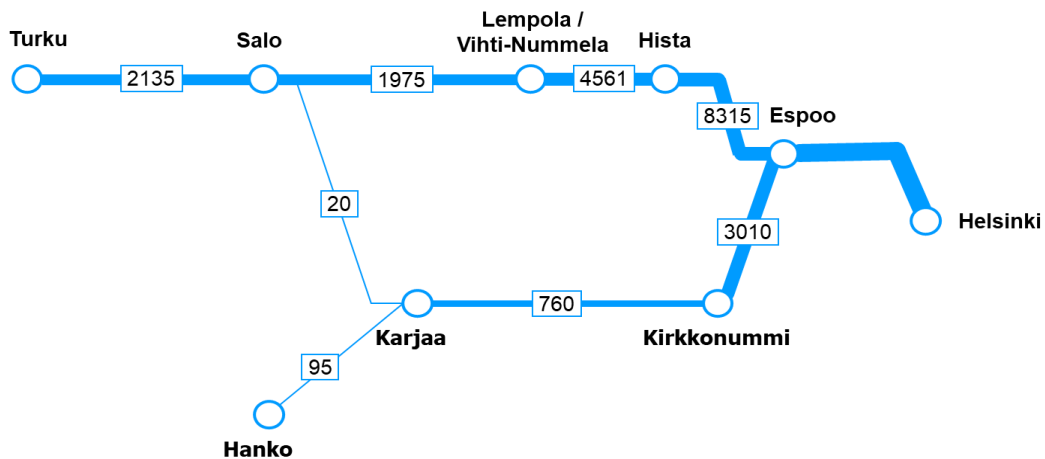 Lempola /
Turku
Salo
Vihti-Nummela
Hista
2135
1975
4561
8315
Espoo
20
3010
Helsinki
760
Karjaa
Kirkkonummi
95
Hanko